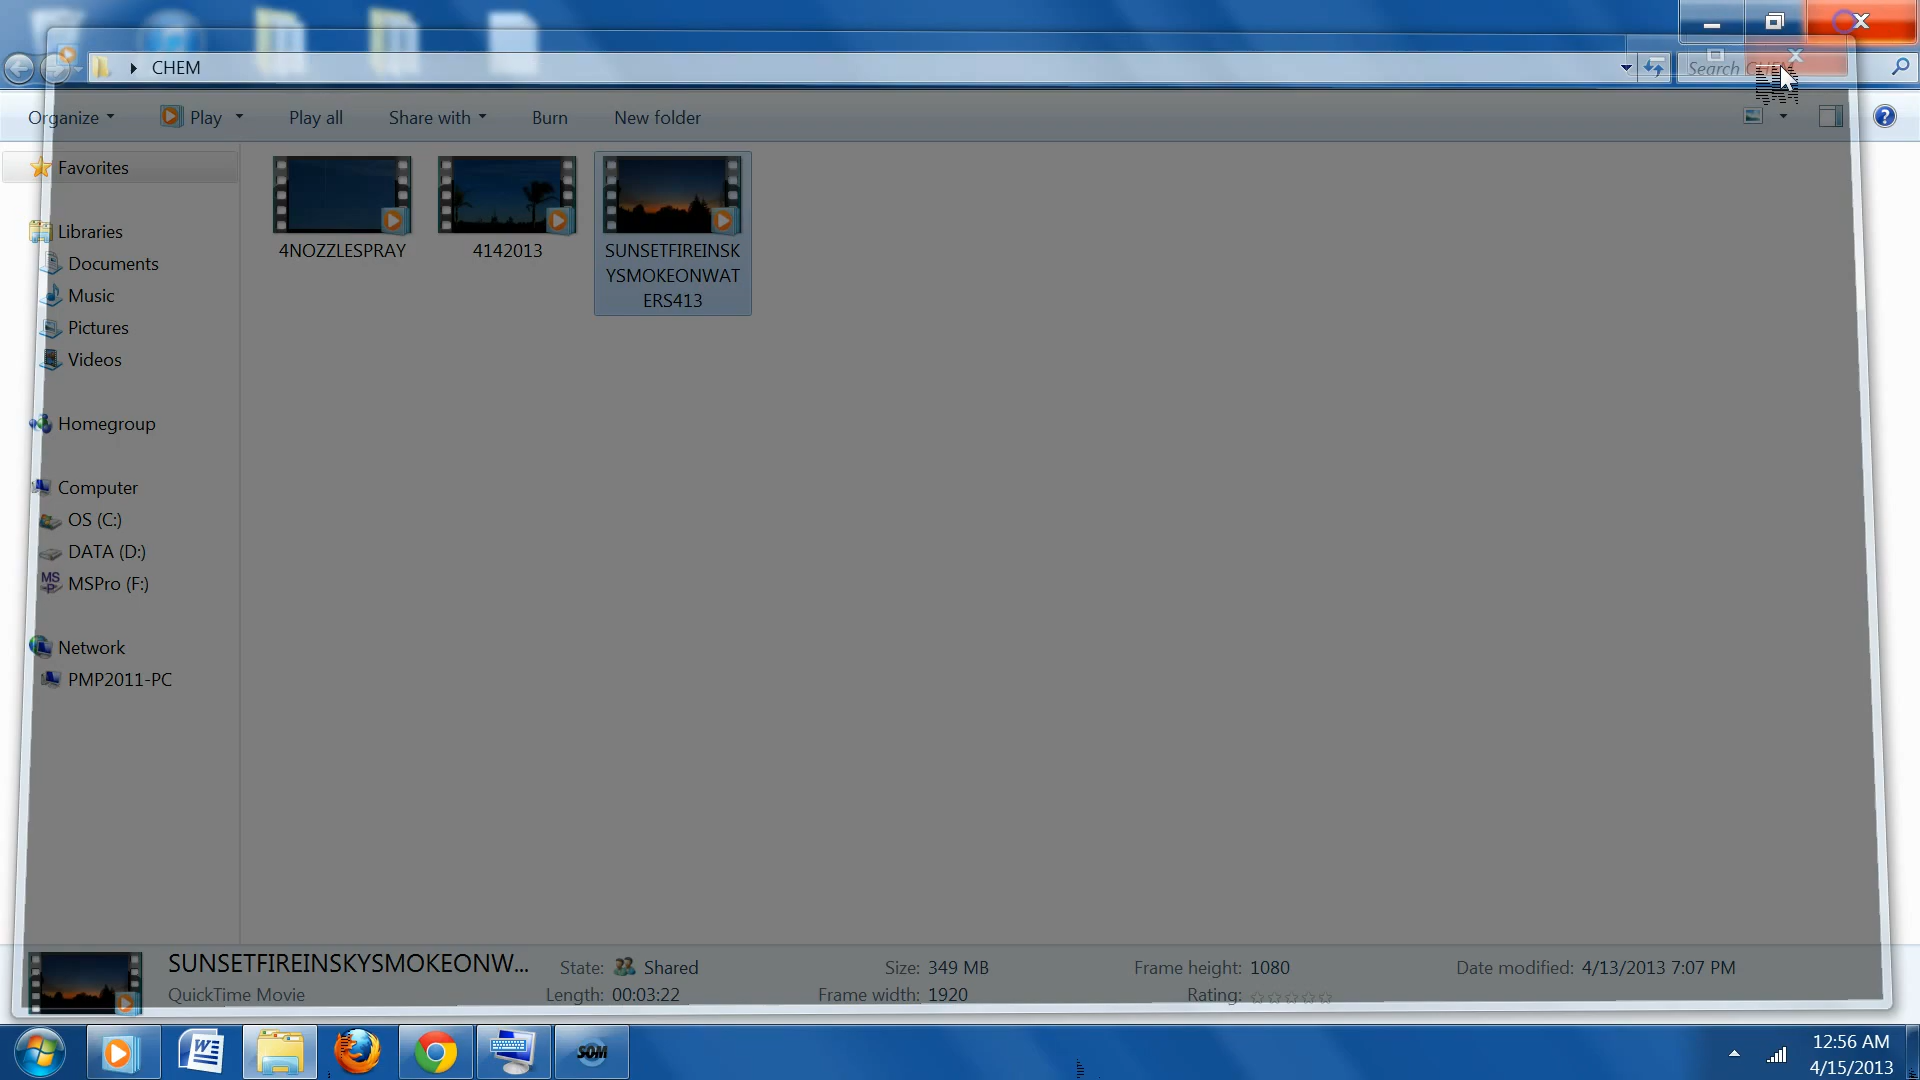 CHEM
Search CHEM
Organize
Play
Play all
Share with
Burn
New folder
Favorites
Libraries
Documents
Music
Pictures
Videos
Homegroup
Computer
OS (C:)
DATA (D:)
MSPro (F:)
Network
PMP2011-PC
4NOZZLESPRAY
4142013
SUNSETFIREINSK
YSMOKEONWAT
ERS413
SUNSETFIREINSKYSMOKEONW...
QuickTime Movie
State: Shared
Length: 00:03:22
Size: 349 MB
Frame width: 1920
Frame height: 1080
Rating:
Date modified: 4/13/2013 7:07 PM
SOM
12:56 AM
4/15/2013